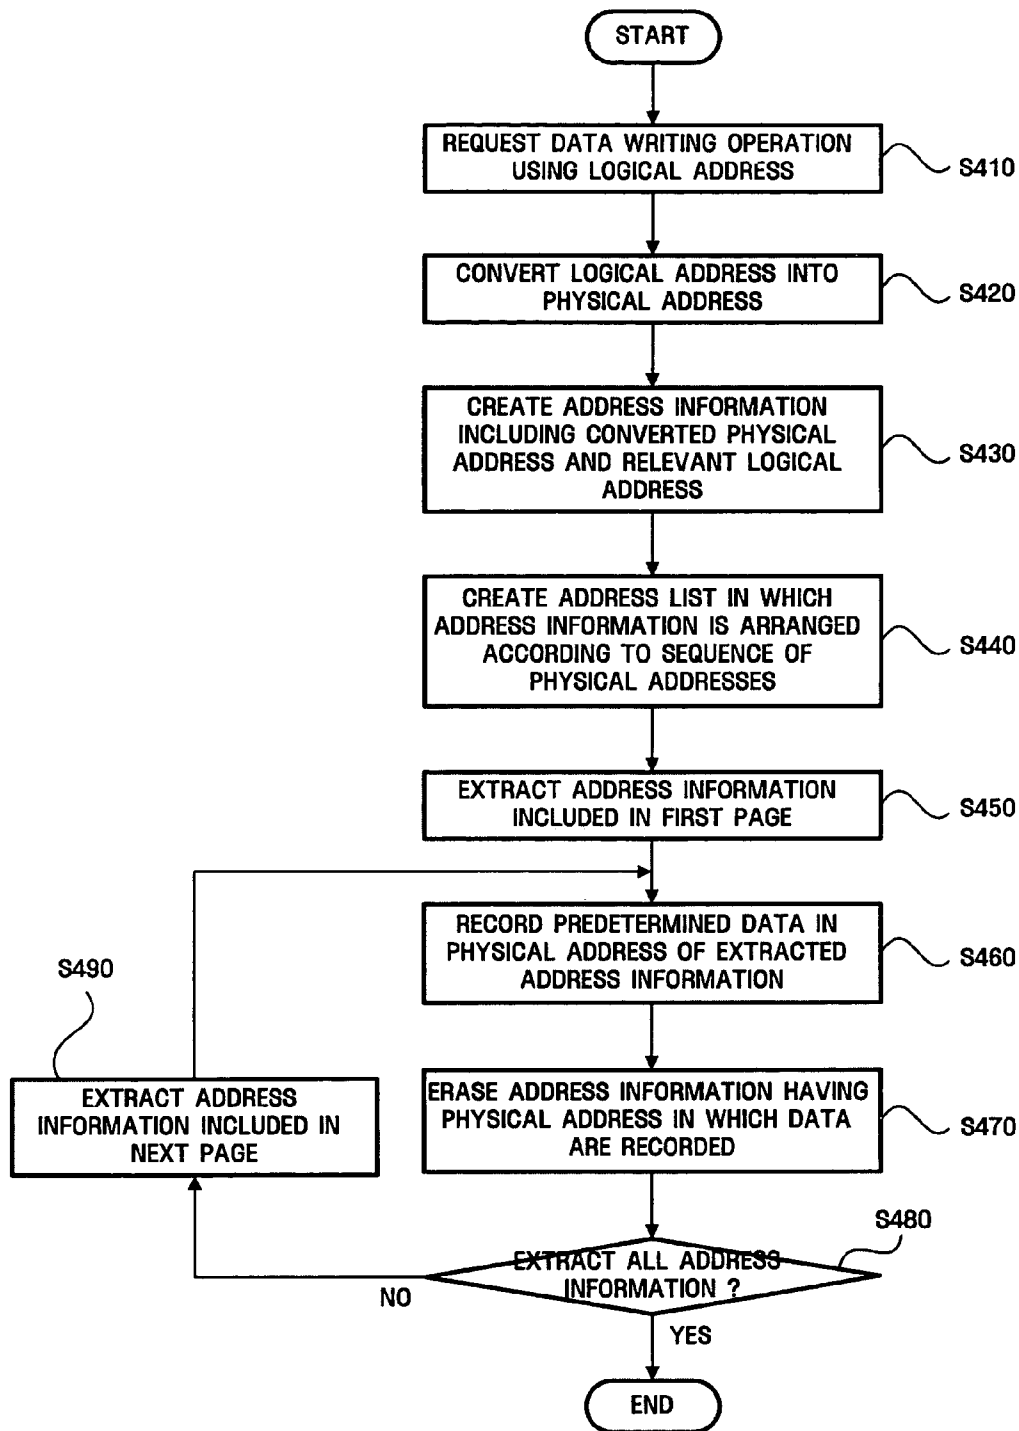 START
REQUEST DATA WRITING OPERATION
USING LOGICAL ADDRESS
S410
CONVERT LOGICAL ADDRESS INTO
PHYSICAL ADDRESS
S420
CREATE ADDRESS INFORMATION
INCLUDING CONVERTED PHYSICAL
ADDRESS AND RELEVANT LOGICAL
ADDRESS
S430
CREATE ADDRESS LIST IN WHICH
ADDRESS INFORMATION IS ARRANGED
ACCORDING TO SEQUENCE OF
PHYSICAL ADDRESSES
S440
EXTRACT ADDRESS INFORMATION
INCLUDED IN FIRST PAGE
S450
RECORD PREDETERMINED DATA IN
PHYSICAL ADDRESS OF EXTRACTED
ADDRESS INFORMATION
S460
S490
EXTRACT ADDRESS
INFORMATION INCLUDED IN
NEXT PAGE
ERASE ADDRESS INFORMATION HAVING
PHYSICAL ADDRESS IN WHICH DATA
ARE RECORDED
S470
S480
EXTRACT ALL ADDRESS
INFORMATION ?
NO
YES
END